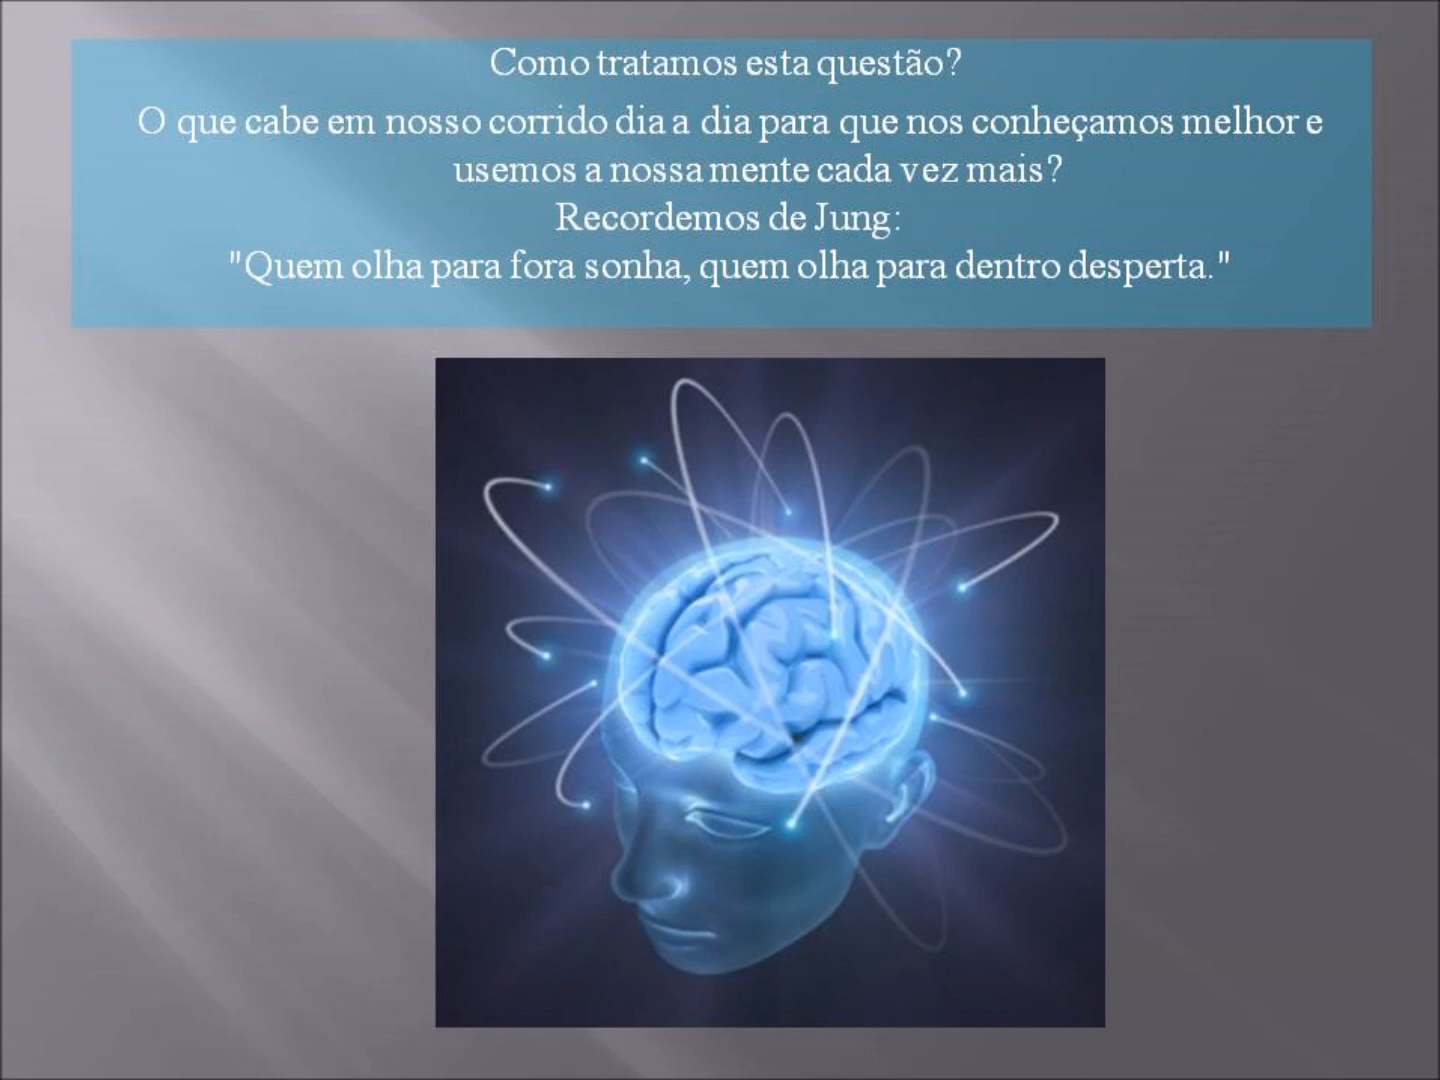 Como tratamos esta questão?
O que cabe em nosso corrido dia a dia para que nos conheçamos melhor e
usemos a nossa mente cada vez mais?
Recordemos de Jung:
"Quem olha para fora sonha, quem olha para dentro desperta."